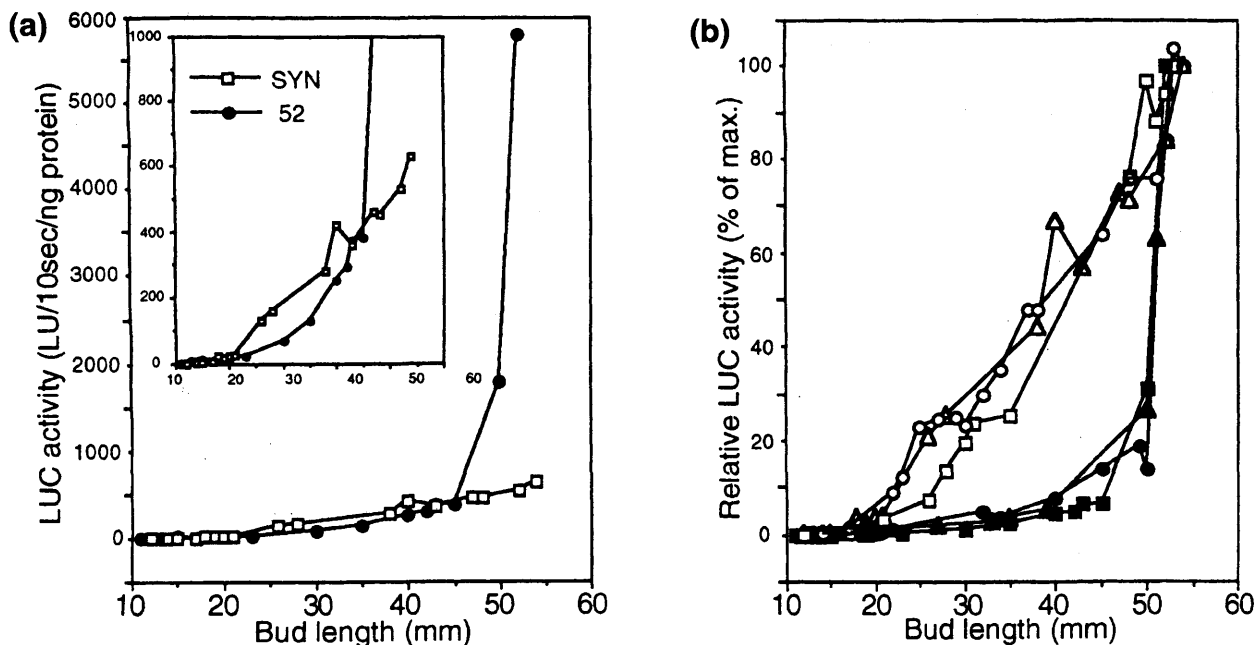 (a)
LUC activity (LU/10sec/ng protein)
6000
5000
4000
3000
2000
1000
0
1000
800
600
400
200
0
SYN
52
10 20 30 40 50 60
10 20 30 40 50 60
Bud length (mm)
(b)
Relative LUC activity (% of max.)
100
80
60
40
20
0
10 20 30 40 50 60
Bud length (mm)